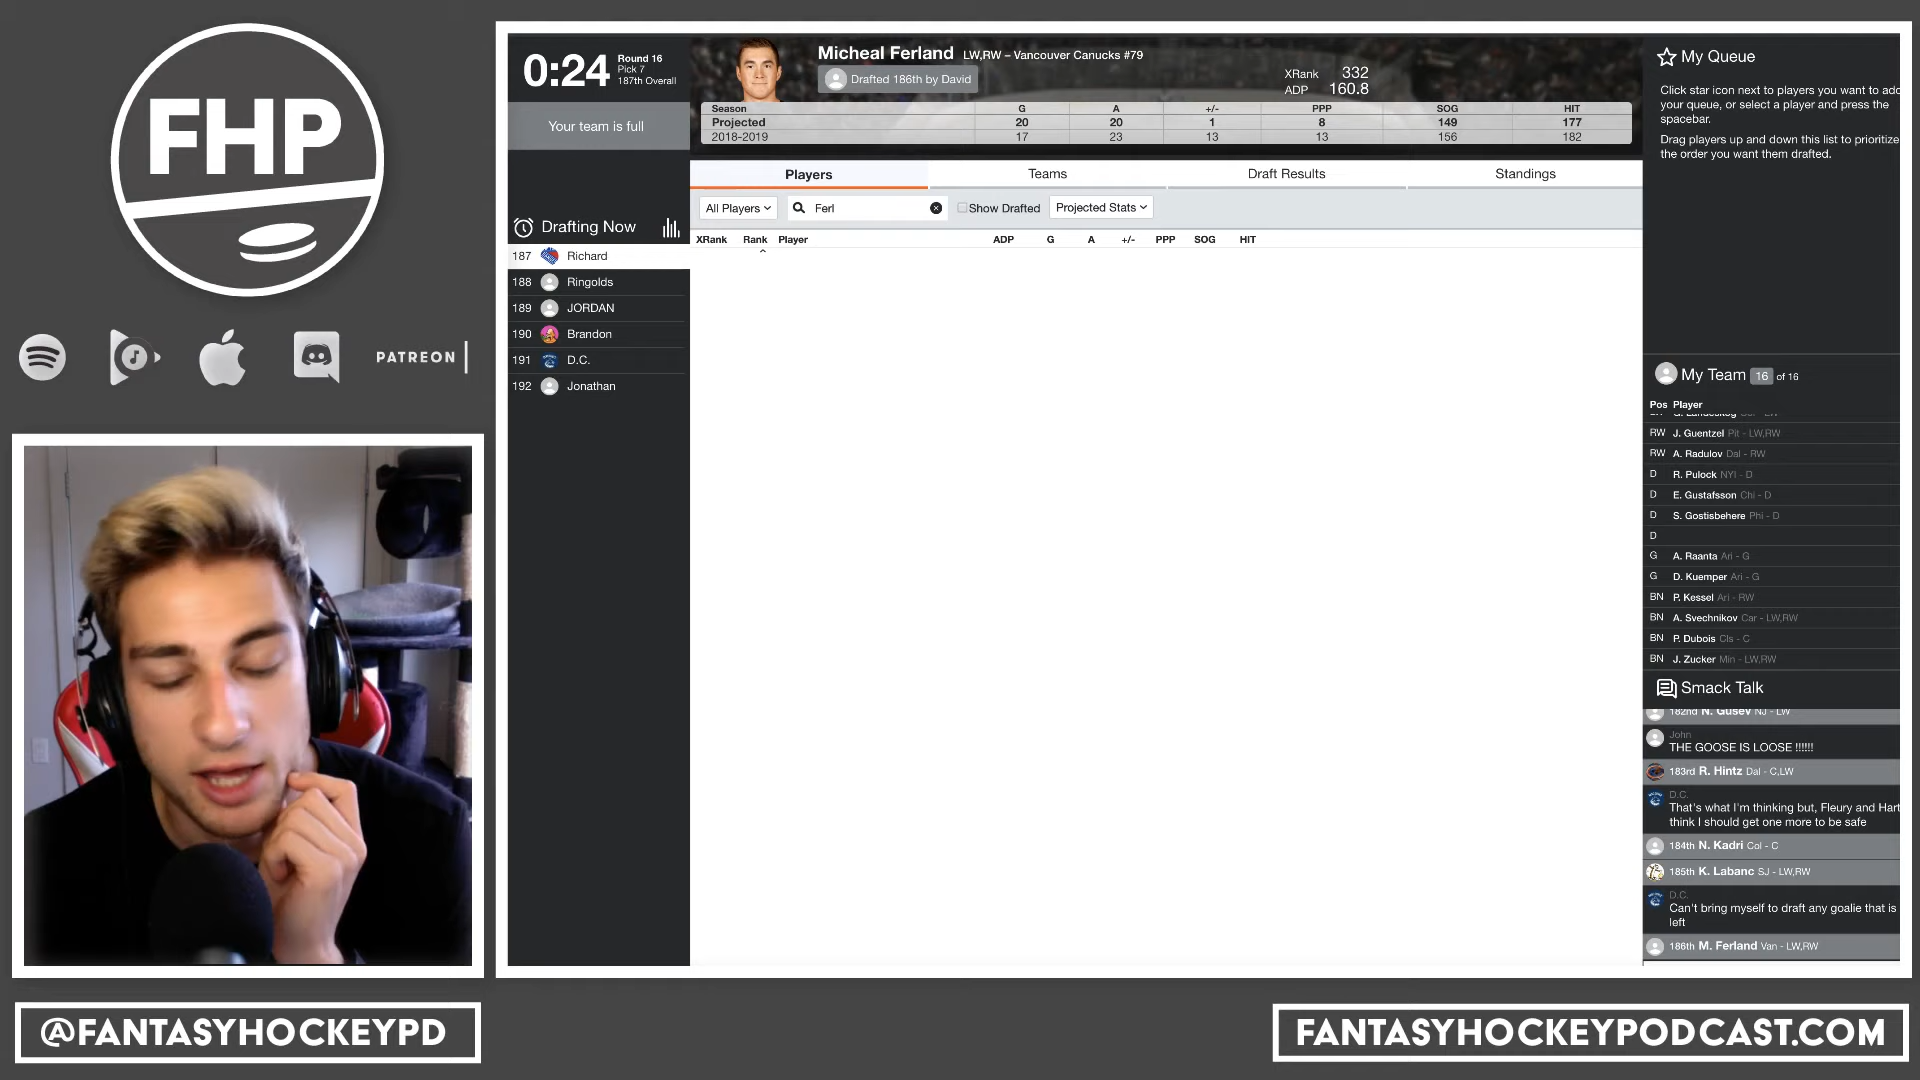 FHP
PATREON
@FANTASYHOCKEYPD
0:24
Round 16
Pick 7
187th Overall
Your team is full
Micheal Ferland LW,RW – Vancouver Canucks #79
Drafted 186th by David
XRank 332
ADP 160.8
Season G A +/- PPP SOG HIT
Projected 20 20 1 8 149 177
2018-2019 17 23 13 13 156 182
Drafting Now
187 Richard
188 Ringolds
189 JORDAN
190 Brandon
191 D.C.
192 Jonathan
Players Teams Draft Results Standings
All Players Ferl Show Drafted Projected Stats
XRank Rank Player ADP G A +/- PPP SOG HIT
My Queue
Click star icon next to players you want to add
your queue, or select a player and press the
spacebar.
Drag players up and down this list to prioritize
the order you want them drafted.
My Team 16 of 16
Pos Player
RW J. Guentzel Pit - LW,RW
RW A. Radulov Dal - RW
D R. Pulock NYI - D
D E. Gustafsson Chi - D
D S. Gostisbehere Phi - D
D
G A. Raanta Ari - G
G D. Kuemper Ari - G
BN P. Kessel Ari - RW
BN A. Svechnikov Car - LW,RW
BN P. Dubois Cls - C
BN J. Zucker Min - LW,RW
Smack Talk
182nd N. Gusev NJ - LW
John
THE GOOSE IS LOOSE !!!!!!
183rd R. Hintz Dal - C,LW
D.C.
That's what I'm thinking but, Fleury and Hart
think I should get one more to be safe
184th N. Kadri Col - C
185th K. Labanc SJ - LW,RW
D.C.
Can't bring myself to draft any goalie that is
left
186th M. Ferland Van - LW,RW
FANTASYHOCKEYPODCAST.COM